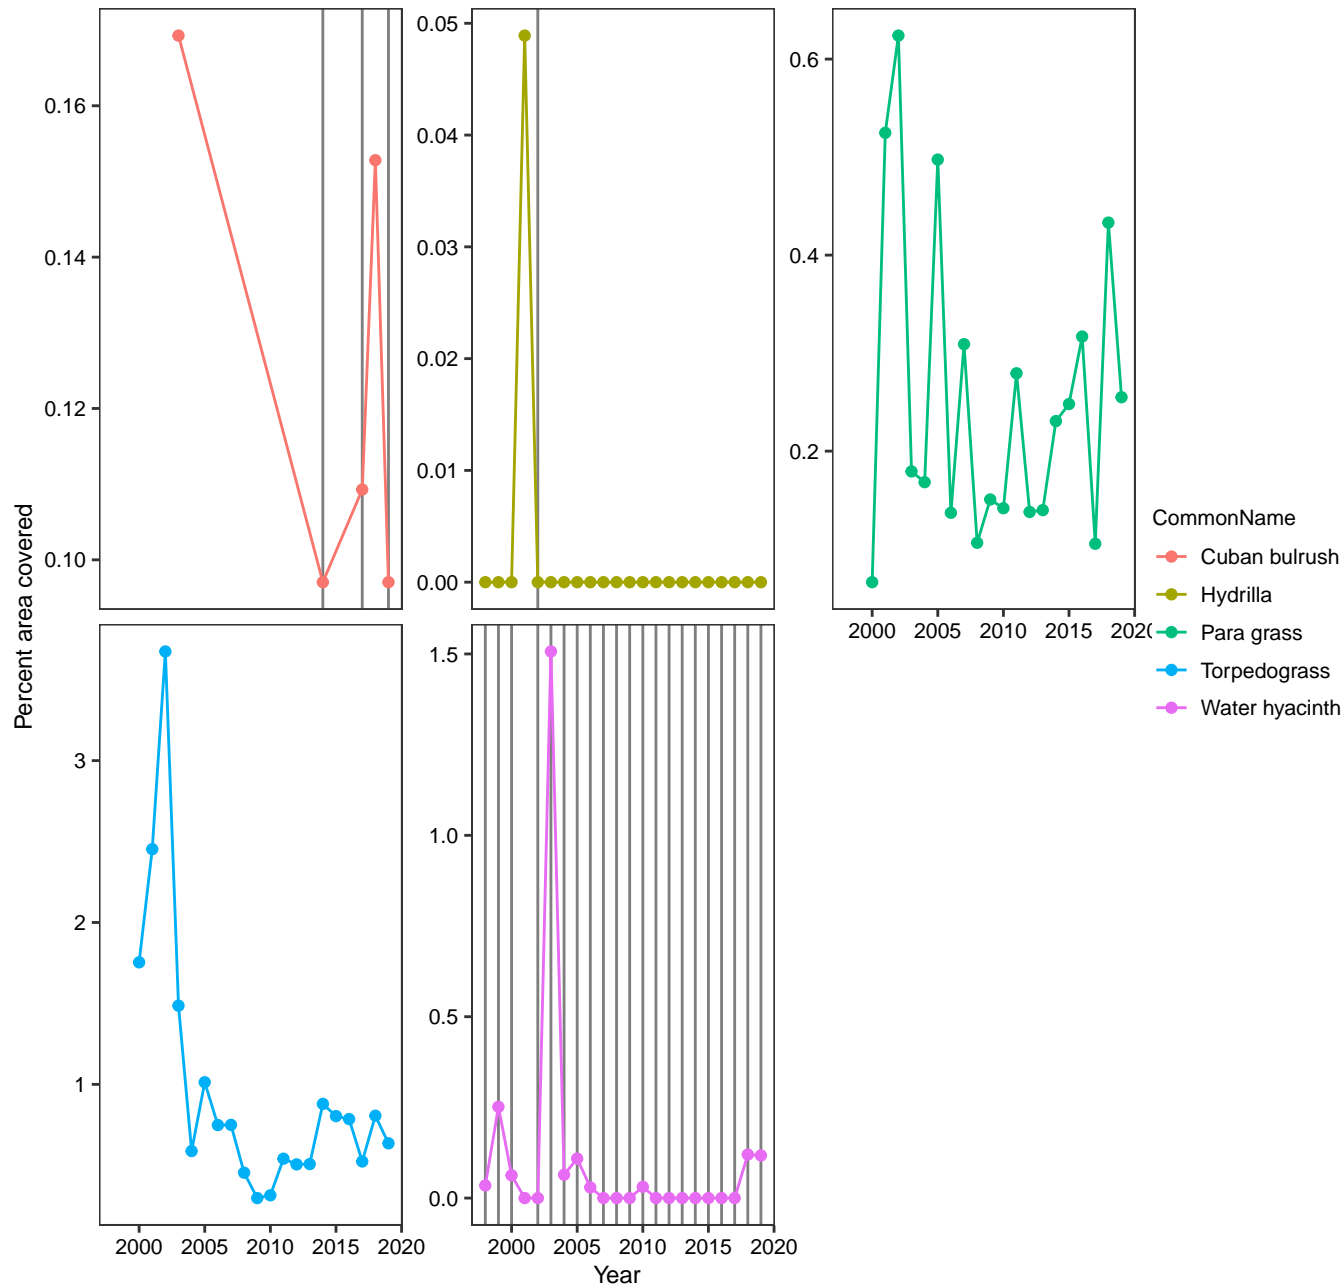 Percent area covered
0.16
0.14
0.12
0.10
0.05
0.04
0.03
0.02
0.01
0.00
0.6
0.4
0.2
2000 2005 2010 2015 2020
3
2
1
2000 2005 2010 2015 2020
1.5
1.0
0.5
0.0
2000 2005 2010 2015 2020
Year
CommonName
Cuban bulrush
Hydrilla
Para grass
Torpedograss
Water hyacinth